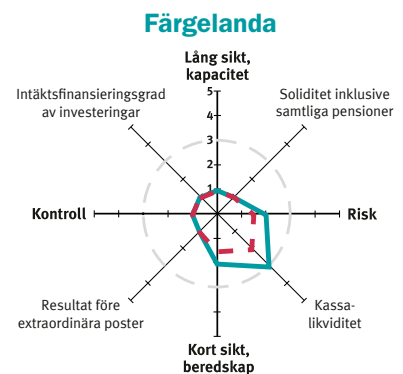 Färgelanda
Lång sikt,
kapacitet
Intäktsfinansieringsgrad
av investeringar
Soliditet inklusive
samtliga pensioner
5
4
3
2
1
Kontroll
Risk
Resultat före
extraordinära poster
Kassa-
likviditet
Kort sikt,
beredskap